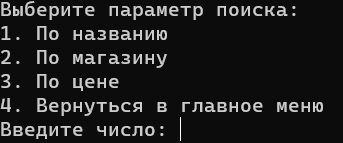 Выберите параметр поиска:
1. По названию
2. По магазину
3. По цене
4. Вернуться в главное меню
Введите число: